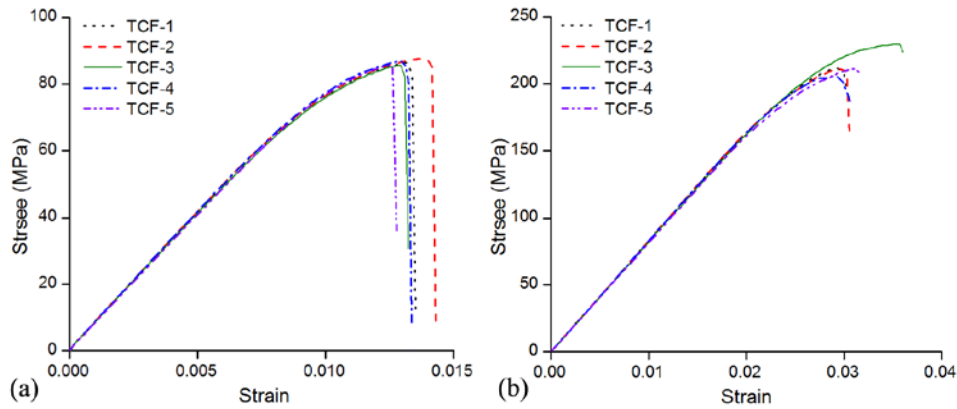 100
80
60
40
20
0
Strsee (MPa)
TCF-1
TCF-2
TCF-3
TCF-4
TCF-5
0.000 0.005 0.010 0.015
(a) Strain
250
200
150
100
50
0
Strsee (MPa)
TCF-1
TCF-2
TCF-3
TCF-4
TCF-5
0.00 0.01 0.02 0.03 0.04
(b) Strain